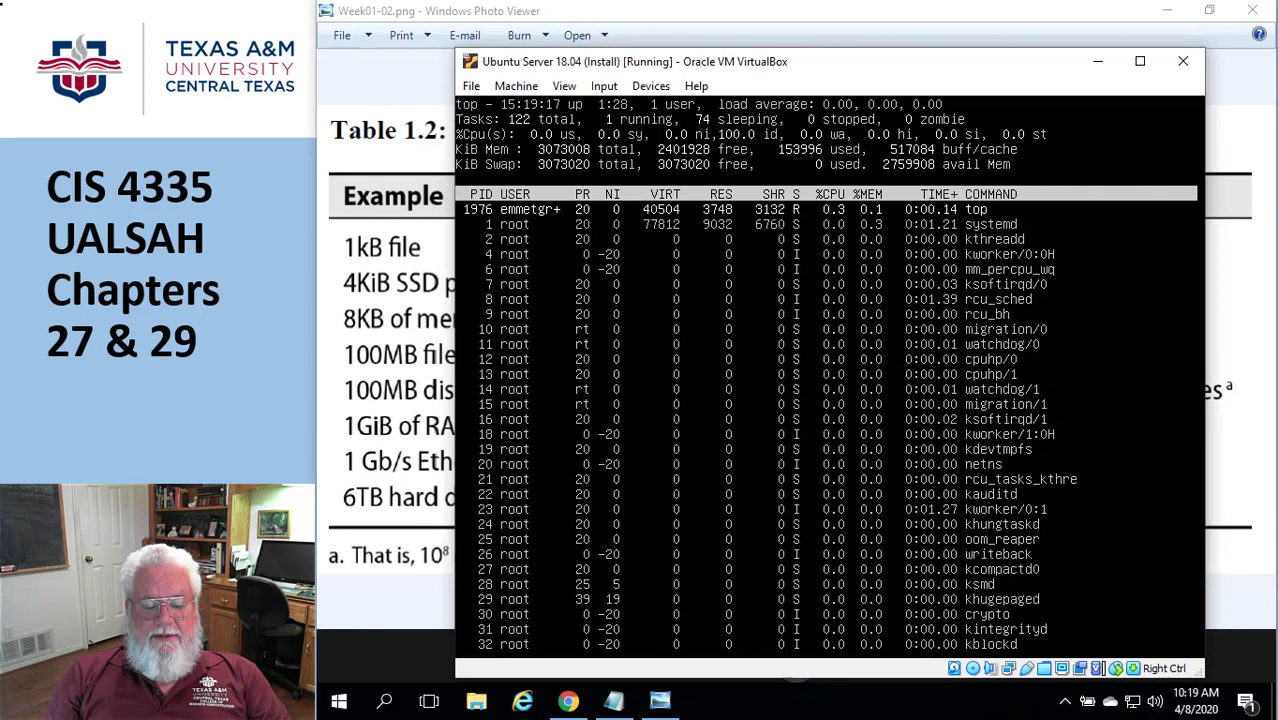 TEXAS A&M
UNIVERSITY
CENTRAL TEXAS
CIS 4335
UALSAH
Chapters
27 & 29
TEXAS A&M
UNIVERSITY
CENTRAL TEXAS
Week01-02.png - Windows Photo Viewer
File Print E-mail Burn Open
Table 1.2:
Example
1kB file
4KiB SSD p
8KB of me
100MB file
100MB dis
es a
1GiB of RA
1 Gb/s Eth
6TB hard d
a. That is, 10⁸
Ubuntu Server 18.04 (Install) [Running] - Oracle VM VirtualBox
File Machine View Input Devices Help
top - 15:19:17 up 1:28, 1 user, load average: 0.00, 0.00, 0.00
Tasks: 122 total, 1 running, 74 sleeping, 0 stopped, 0 zombie
%Cpu(s): 0.0 us, 0.0 sy, 0.0 ni,100.0 id, 0.0 wa, 0.0 hi, 0.0 si, 0.0 st
KiB Mem : 3073008 total, 2401928 free, 153996 used, 517084 buff/cache
KiB Swap: 3073020 total, 3073020 free, 0 used. 2759908 avail Mem
PID USER PR NI VIRT RES SHR S %CPU %MEM TIME+ COMMAND
1976 emmetgr+ 20 0 40504 3748 3132 R 0.3 0.1 0:00.14 top
1 root 20 0 77812 9032 6760 S 0.0 0.3 0:01.21 systemd
2 root 20 0 0 0 0 S 0.0 0.0 0:00.00 kthreadd
4 root 0 -20 0 0 0 I 0.0 0.0 0:00.00 kworker/0:0H
6 root 0 -20 0 0 0 I 0.0 0.0 0:00.00 mm_percpu_wq
7 root 20 0 0 0 0 S 0.0 0.0 0:00.03 ksoftirqd/0
8 root 20 0 0 0 0 I 0.0 0.0 0:01.39 rcu_sched
9 root 20 0 0 0 0 I 0.0 0.0 0:00.00 rcu_bh
10 root rt 0 0 0 0 S 0.0 0.0 0:00.00 migration/0
11 root rt 0 0 0 0 S 0.0 0.0 0:00.01 watchdog/0
12 root 20 0 0 0 0 S 0.0 0.0 0:00.00 cpuhp/0
13 root 20 0 0 0 0 S 0.0 0.0 0:00.00 cpuhp/1
14 root rt 0 0 0 0 S 0.0 0.0 0:00.01 watchdog/1
15 root rt 0 0 0 0 S 0.0 0.0 0:00.00 migration/1
16 root 20 0 0 0 0 S 0.0 0.0 0:00.02 ksoftirqd/1
18 root 0 -20 0 0 0 I 0.0 0.0 0:00.00 kworker/1:0H
19 root 20 0 0 0 0 S 0.0 0.0 0:00.00 kdevtmpfs
20 root 0 -20 0 0 0 I 0.0 0.0 0:00.00 netns
21 root 20 0 0 0 0 S 0.0 0.0 0:00.00 rcu_tasks_kthre
22 root 20 0 0 0 0 S 0.0 0.0 0:00.00 kauditd
23 root 20 0 0 0 0 I 0.0 0.0 0:01.27 kworker/0:1
24 root 20 0 0 0 0 S 0.0 0.0 0:00.00 khungtaskd
25 root 20 0 0 0 0 S 0.0 0.0 0:00.00 oom_reaper
26 root 0 -20 0 0 0 I 0.0 0.0 0:00.00 writeback
27 root 20 0 0 0 0 S 0.0 0.0 0:00.00 kcompactd0
28 root 25 5 0 0 0 S 0.0 0.0 0:00.00 ksmd
29 root 39 19 0 0 0 S 0.0 0.0 0:00.00 khugepaged
30 root 0 -20 0 0 0 I 0.0 0.0 0:00.00 crypto
31 root 0 -20 0 0 0 I 0.0 0.0 0:00.00 kintegrityd
32 root 0 -20 0 0 0 I 0.0 0.0 0:00.00 kblockd
Right Ctrl
10:19 AM
4/8/2020
1